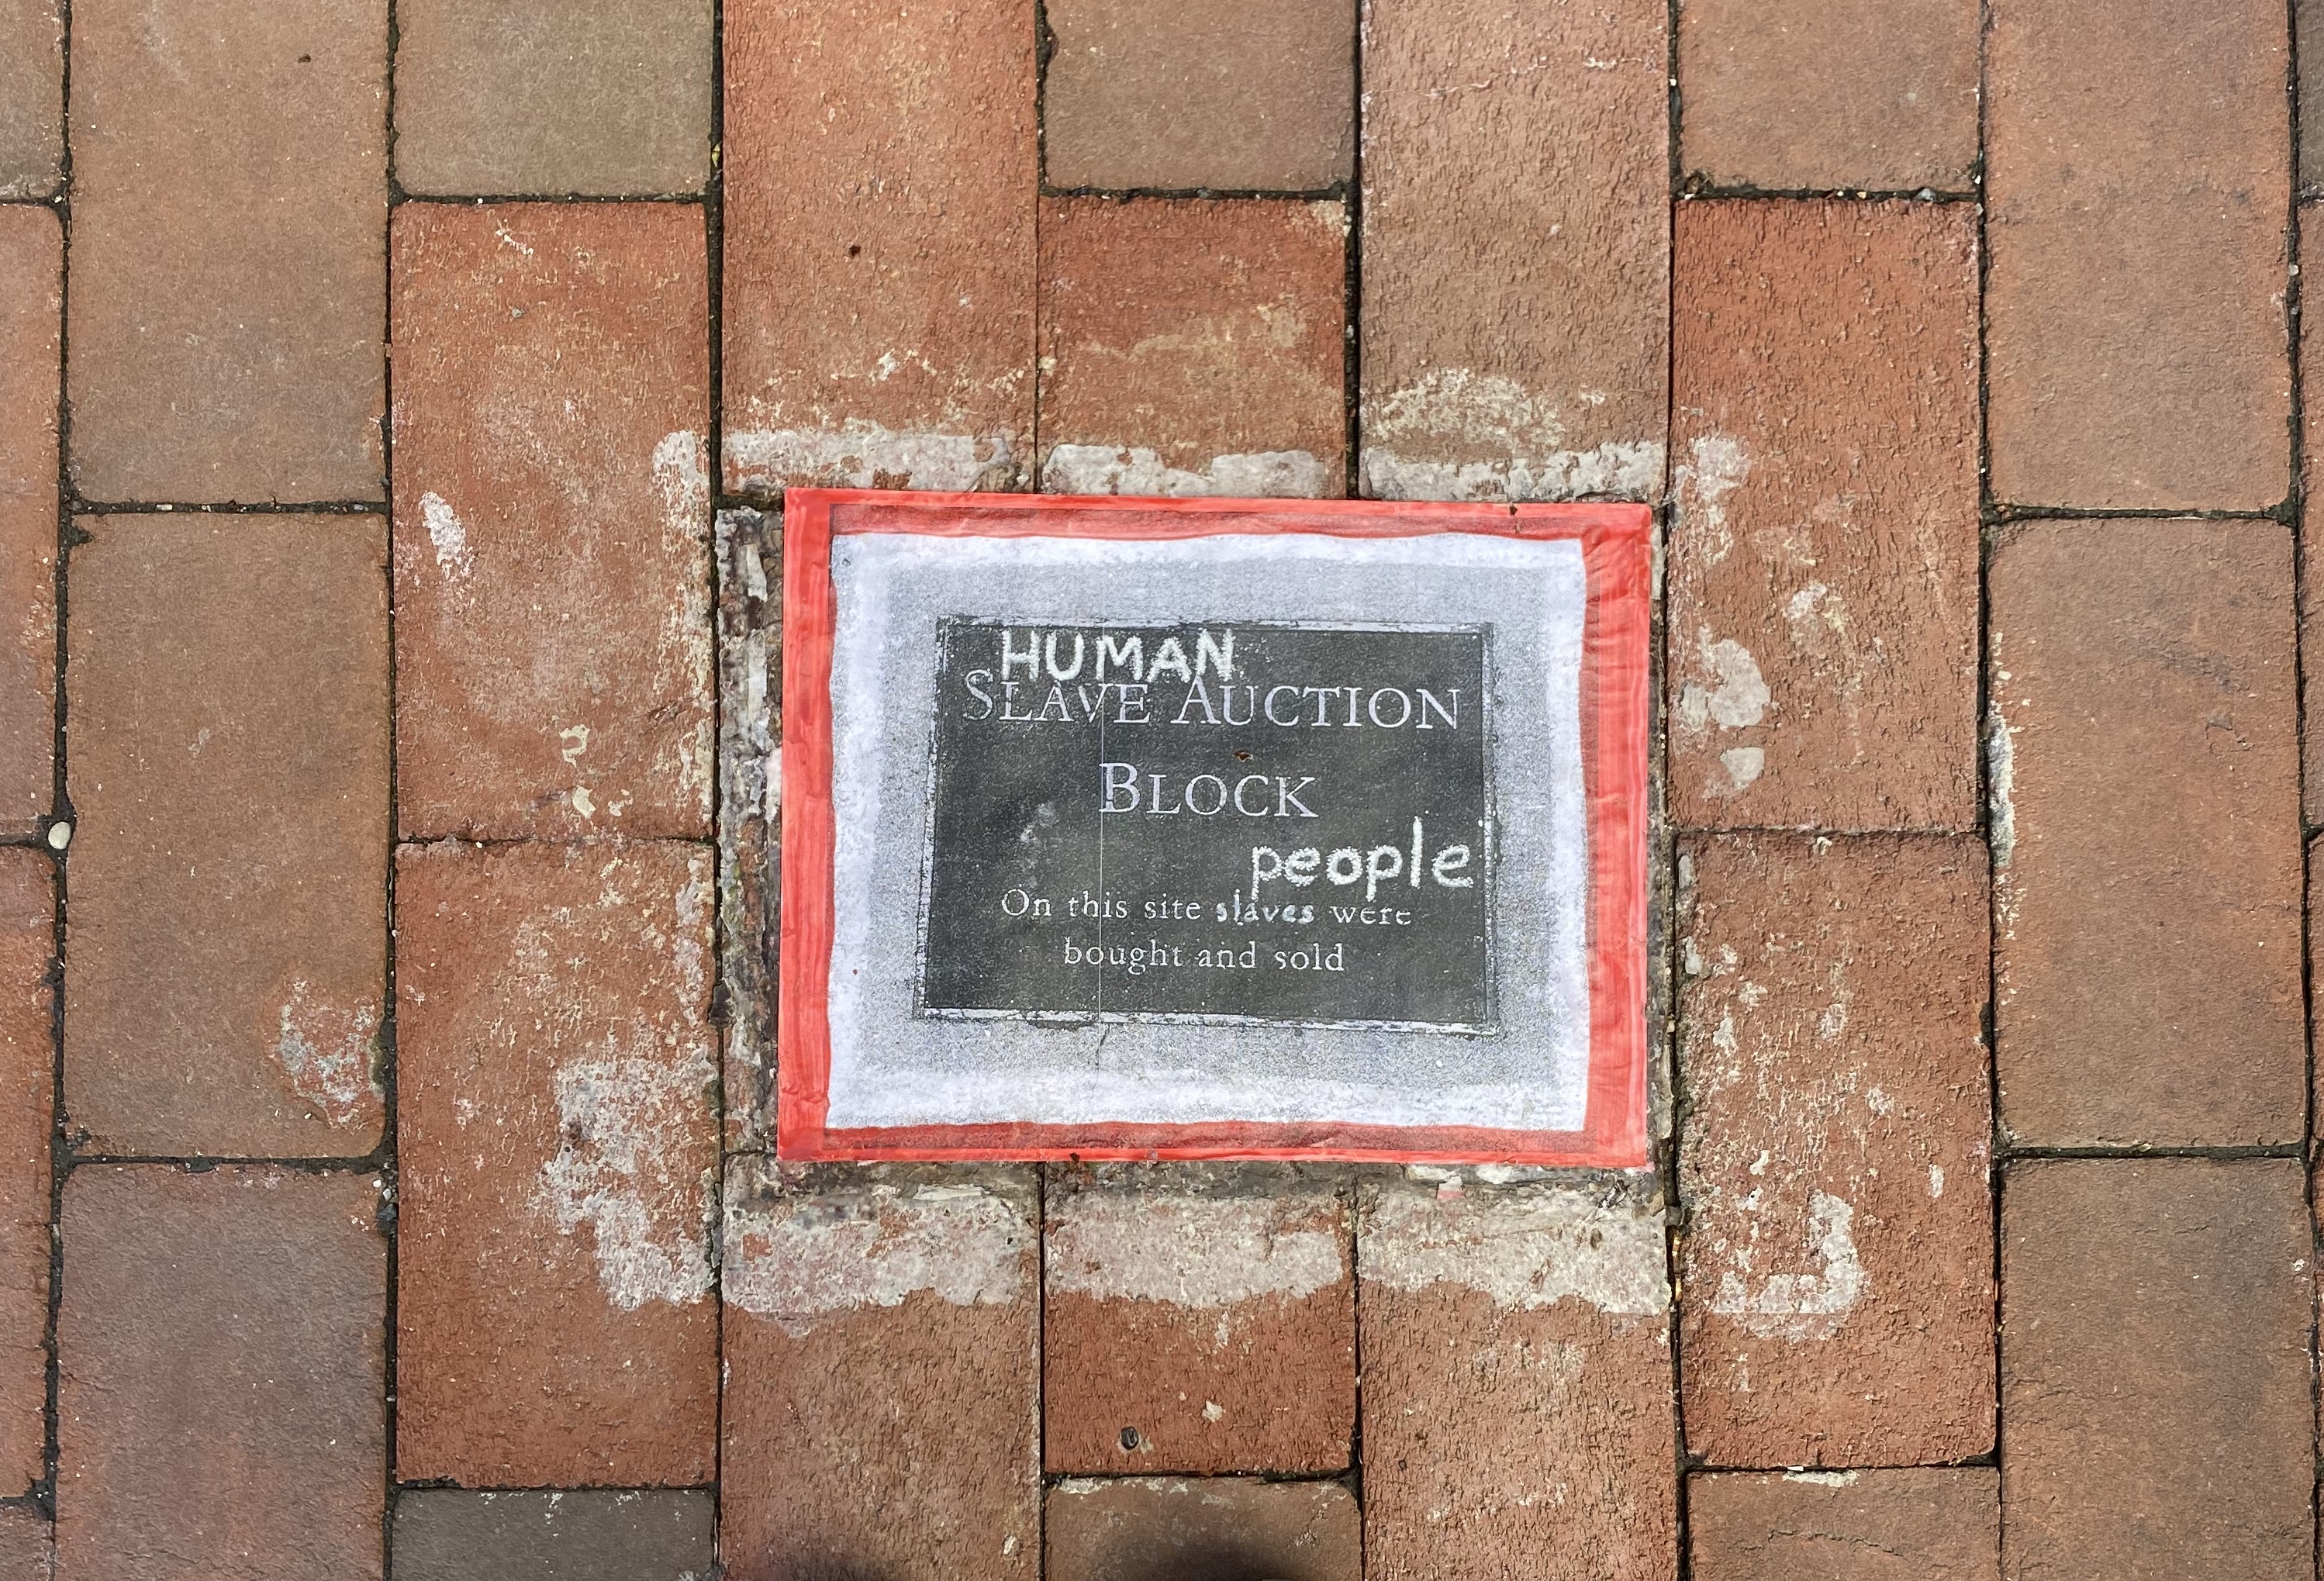 HUMAN
SLAVE AUCTION
BLOCK
people
On this site slaves were
bought and sold